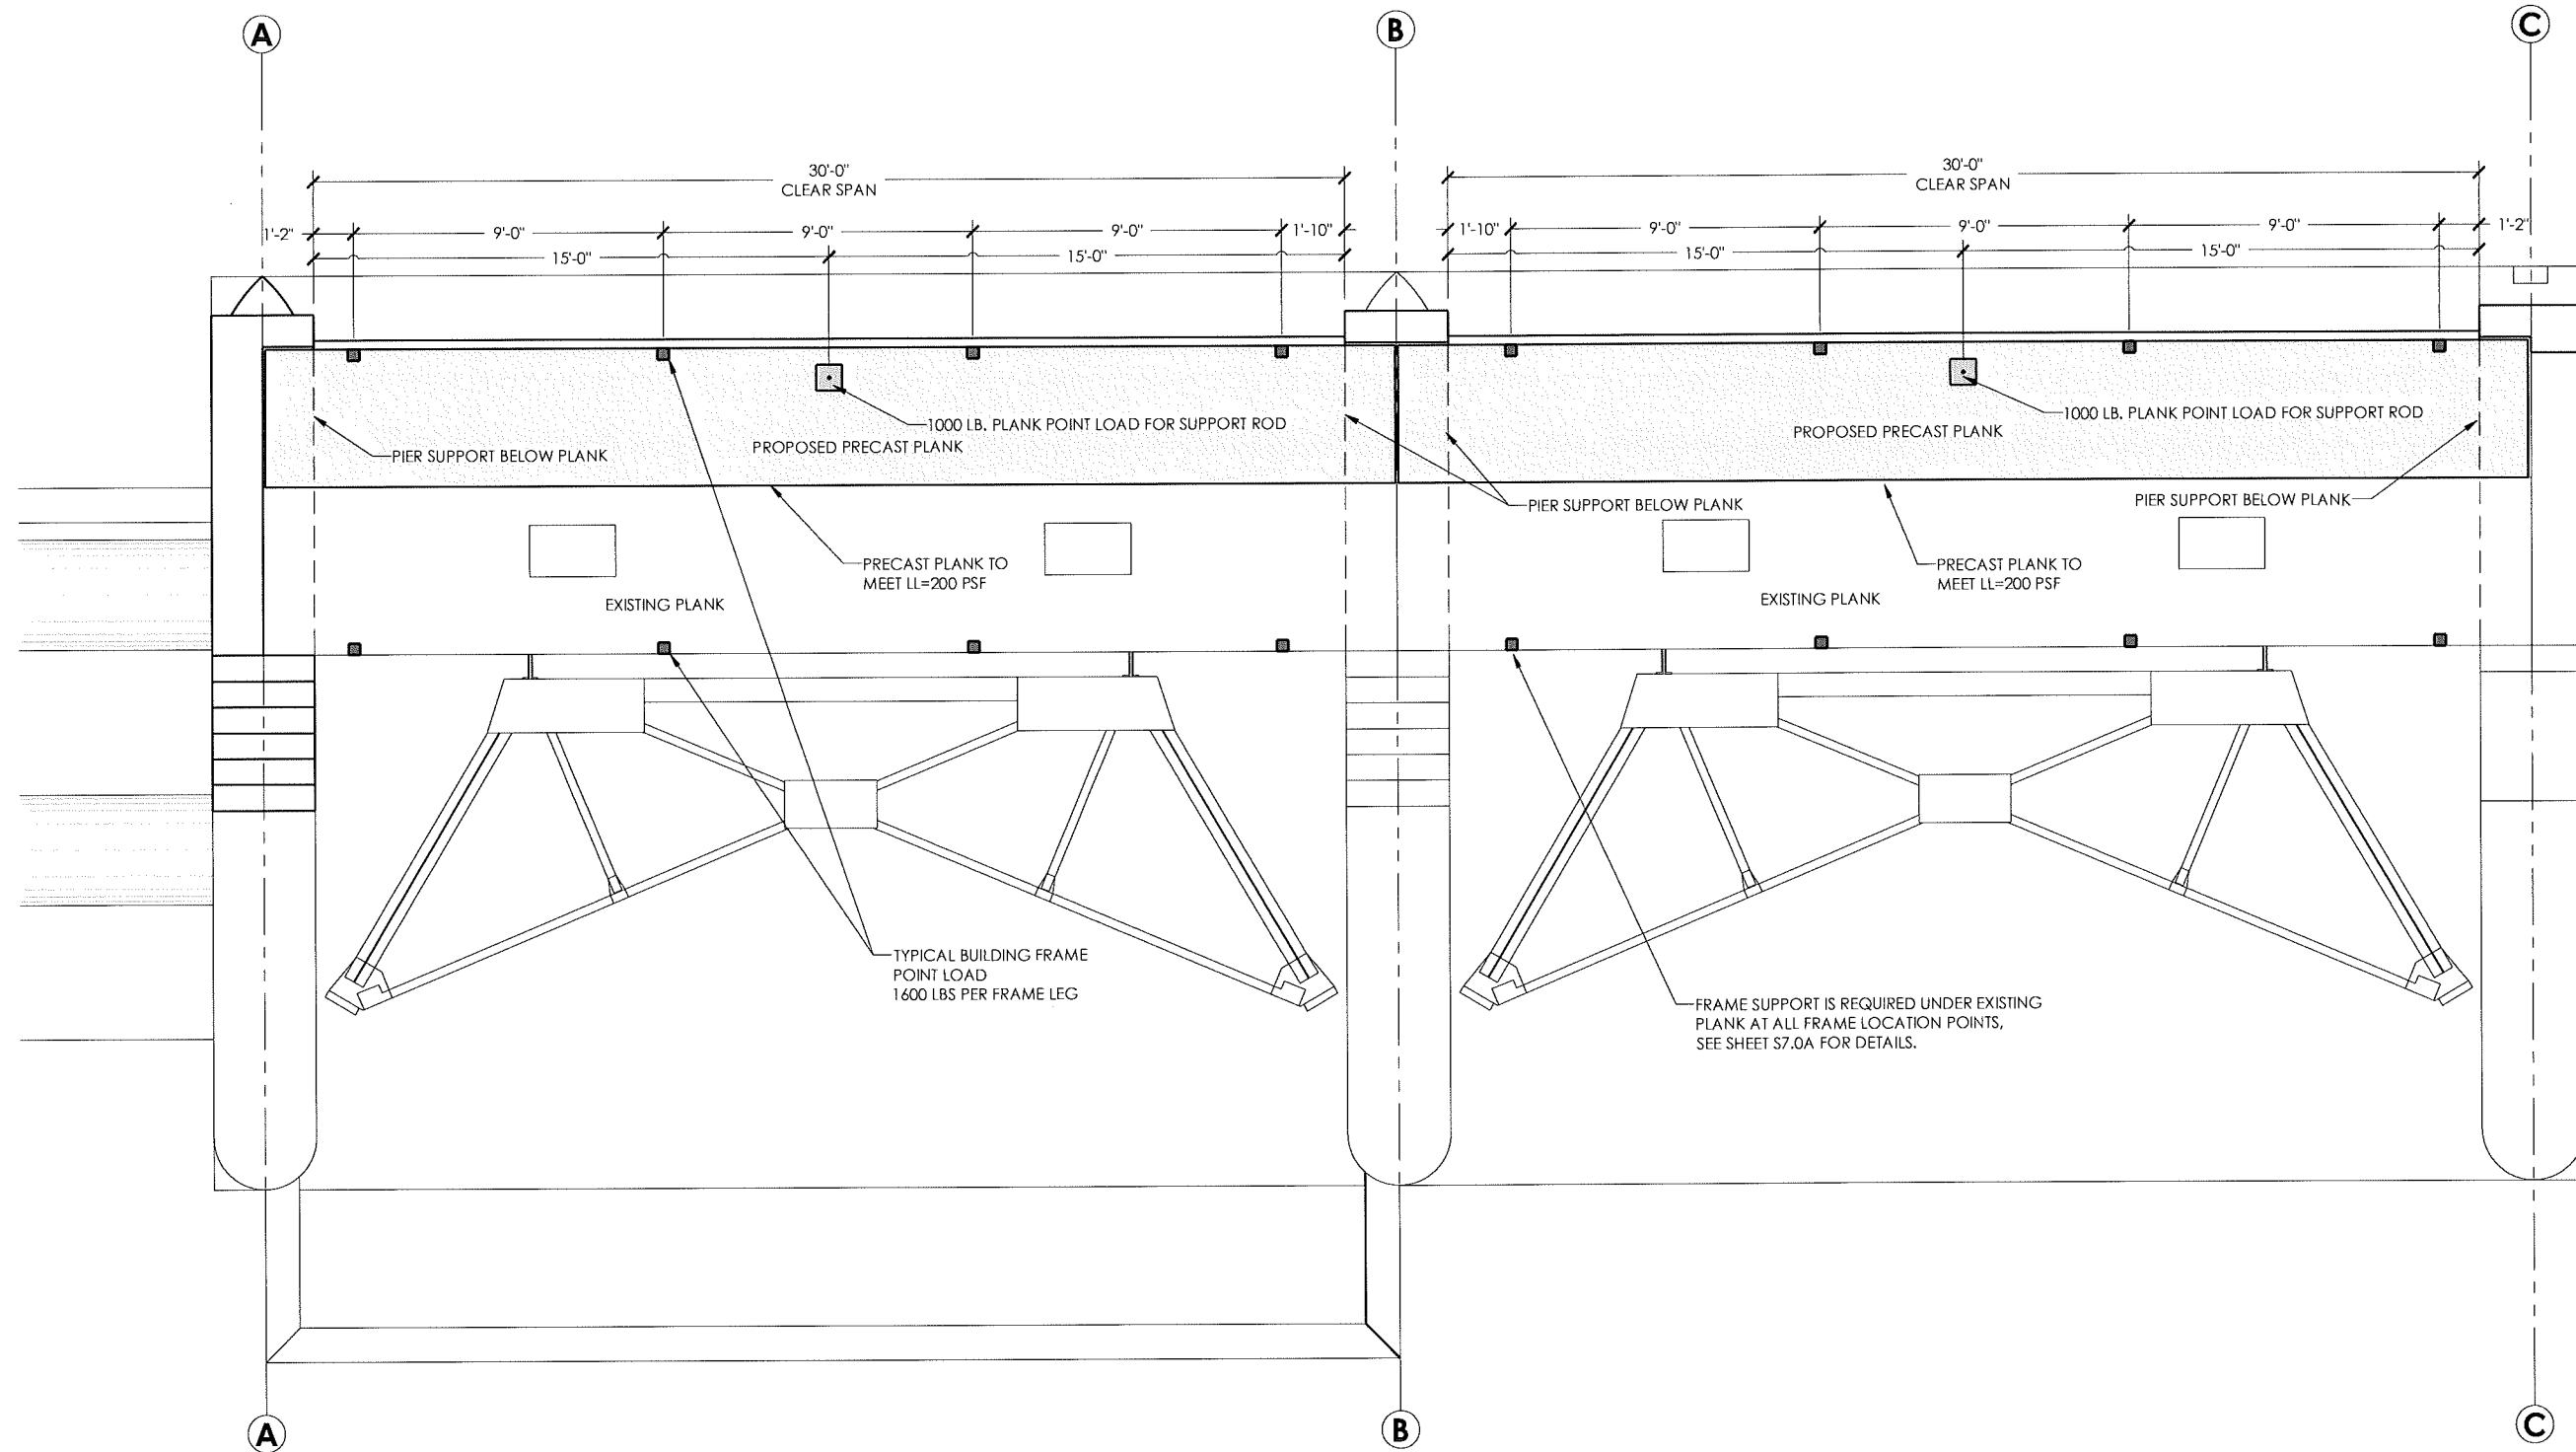 A
B
C
30'-0"
CLEAR SPAN
30'-0"
CLEAR SPAN
1'-2"
9'-0"
9'-0"
9'-0"
1'-10"
1'-10"
9'-0"
9'-0"
9'-0"
1'-2"
15'-0"
15'-0"
15'-0"
15'-0"
1000 LB. PLANK POINT LOAD FOR SUPPORT ROD
PROPOSED PRECAST PLANK
PIER SUPPORT BELOW PLANK
1000 LB. PLANK POINT LOAD FOR SUPPORT ROD
PROPOSED PRECAST PLANK
PIER SUPPORT BELOW PLANK
PIER SUPPORT BELOW PLANK
PRECAST PLANK TO
MEET LL=200 PSF
EXISTING PLANK
PRECAST PLANK TO
MEET LL=200 PSF
EXISTING PLANK
TYPICAL BUILDING FRAME
POINT LOAD
1600 LBS PER FRAME LEG
FRAME SUPPORT IS REQUIRED UNDER EXISTING
PLANK AT ALL FRAME LOCATION POINTS,
SEE SHEET S7.0A FOR DETAILS.
A
B
C